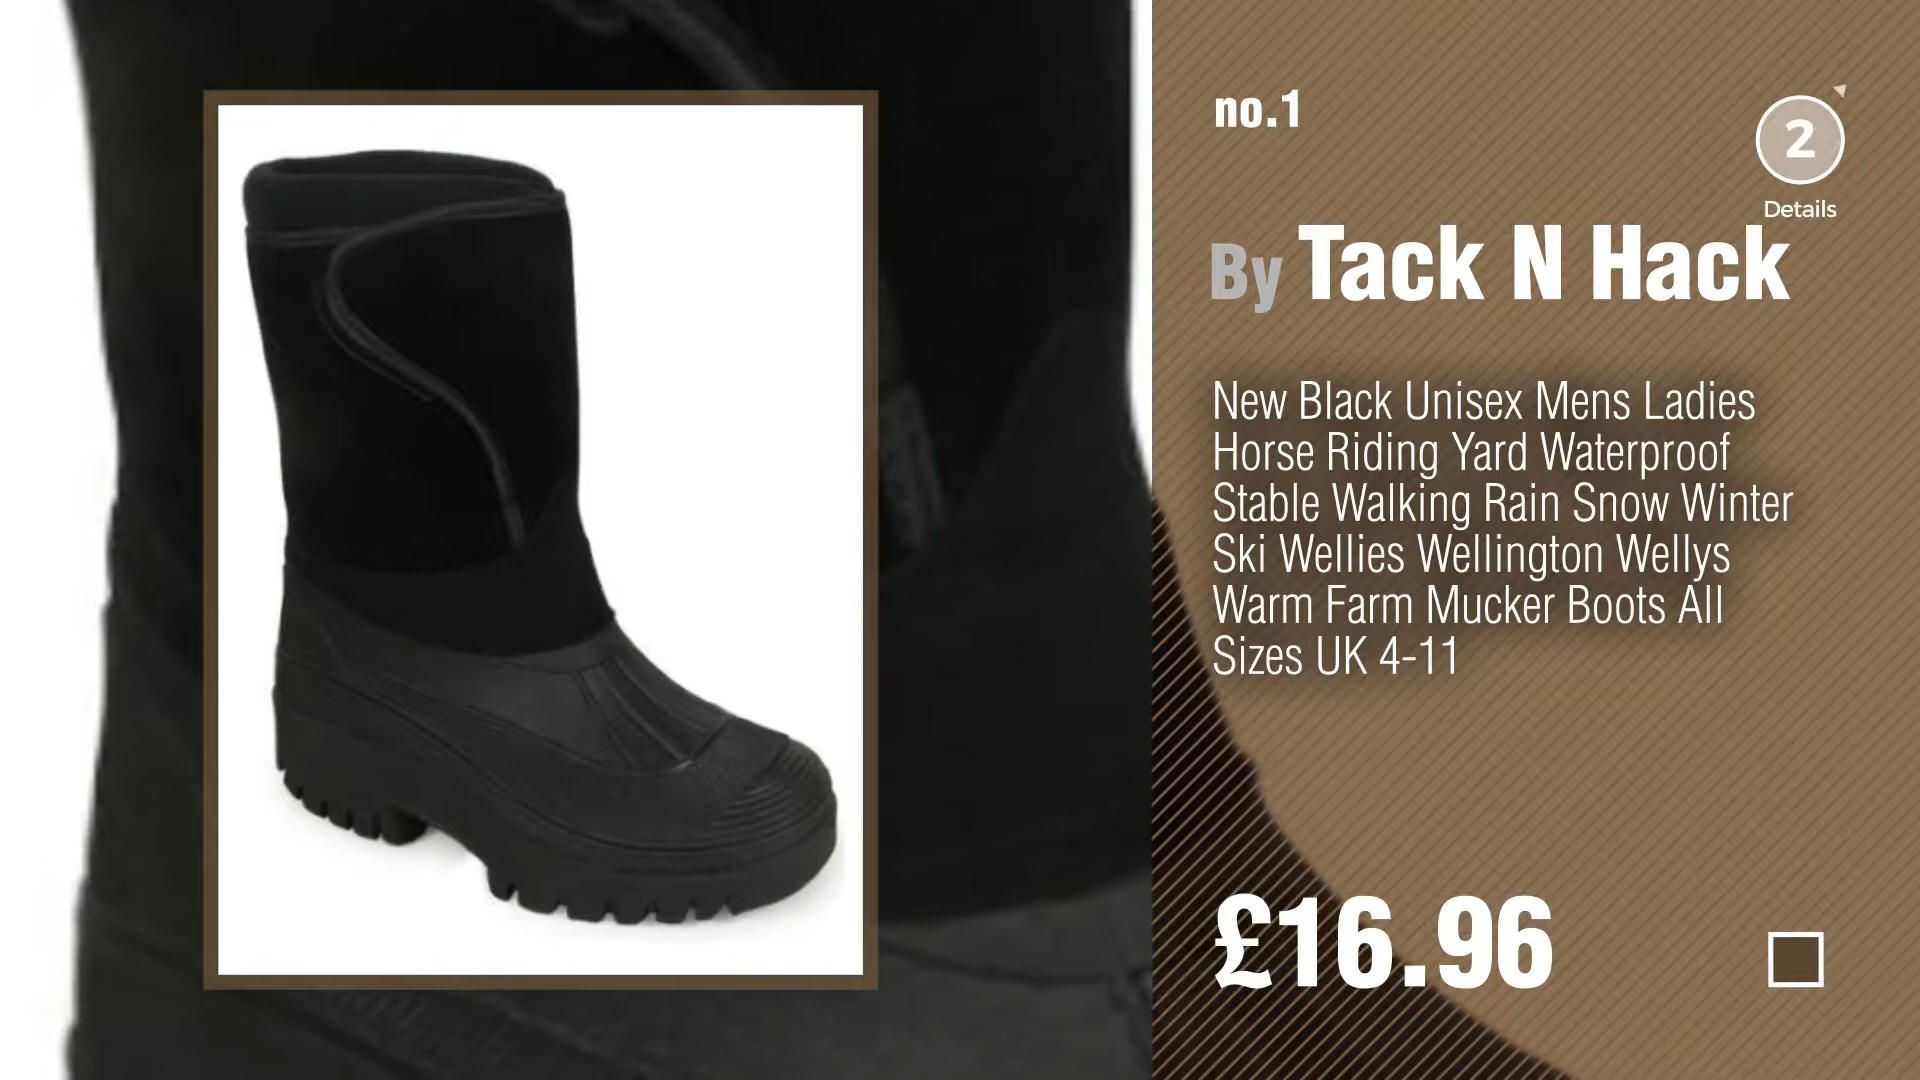 no.1
2
Details
By Tack N Hack
New Black Unisex Mens Ladies
Horse Riding Yard Waterproof
Stable Walking Rain Snow Winter
Ski Wellies Wellington Wellys
Warm Farm Mucker Boots All
Sizes UK 4-11
£16.96